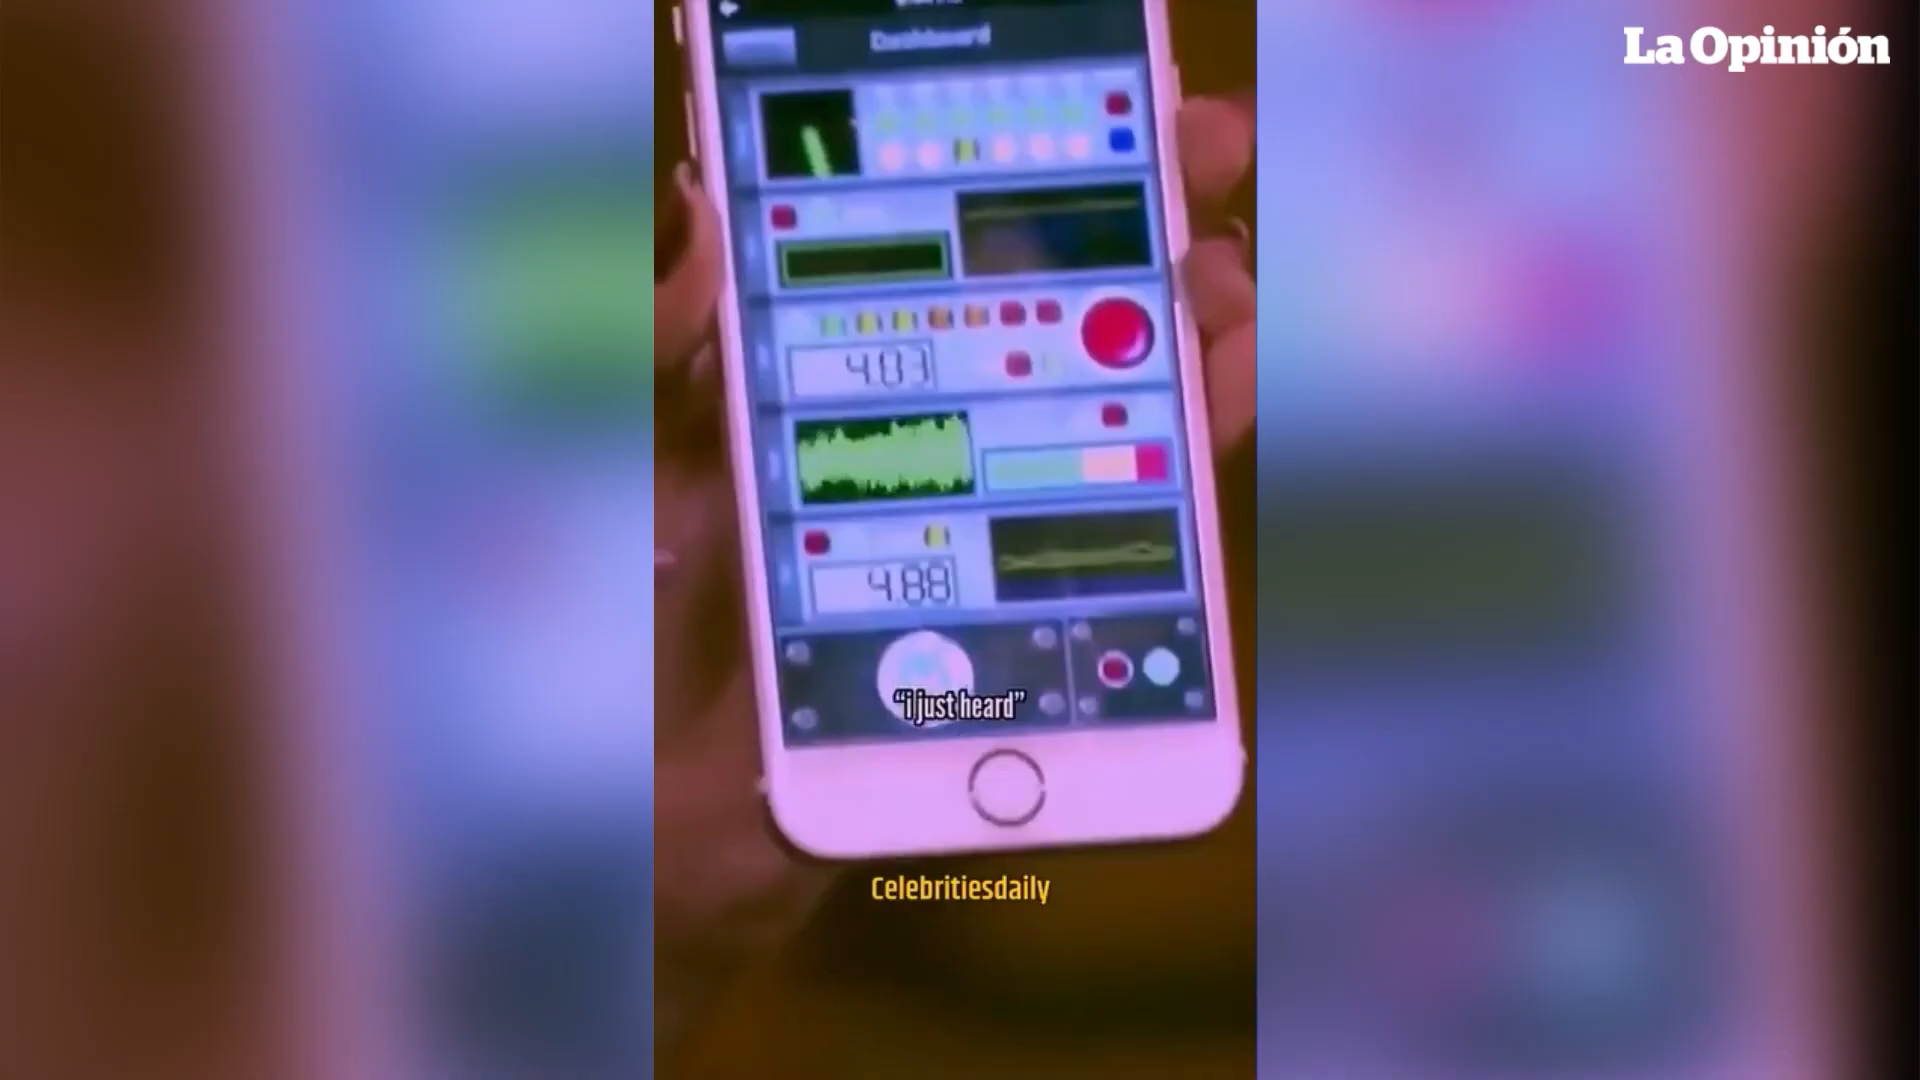 La Opinión
Dashboard
4.03
4.88
"i just heard"
Celebritiesdaily